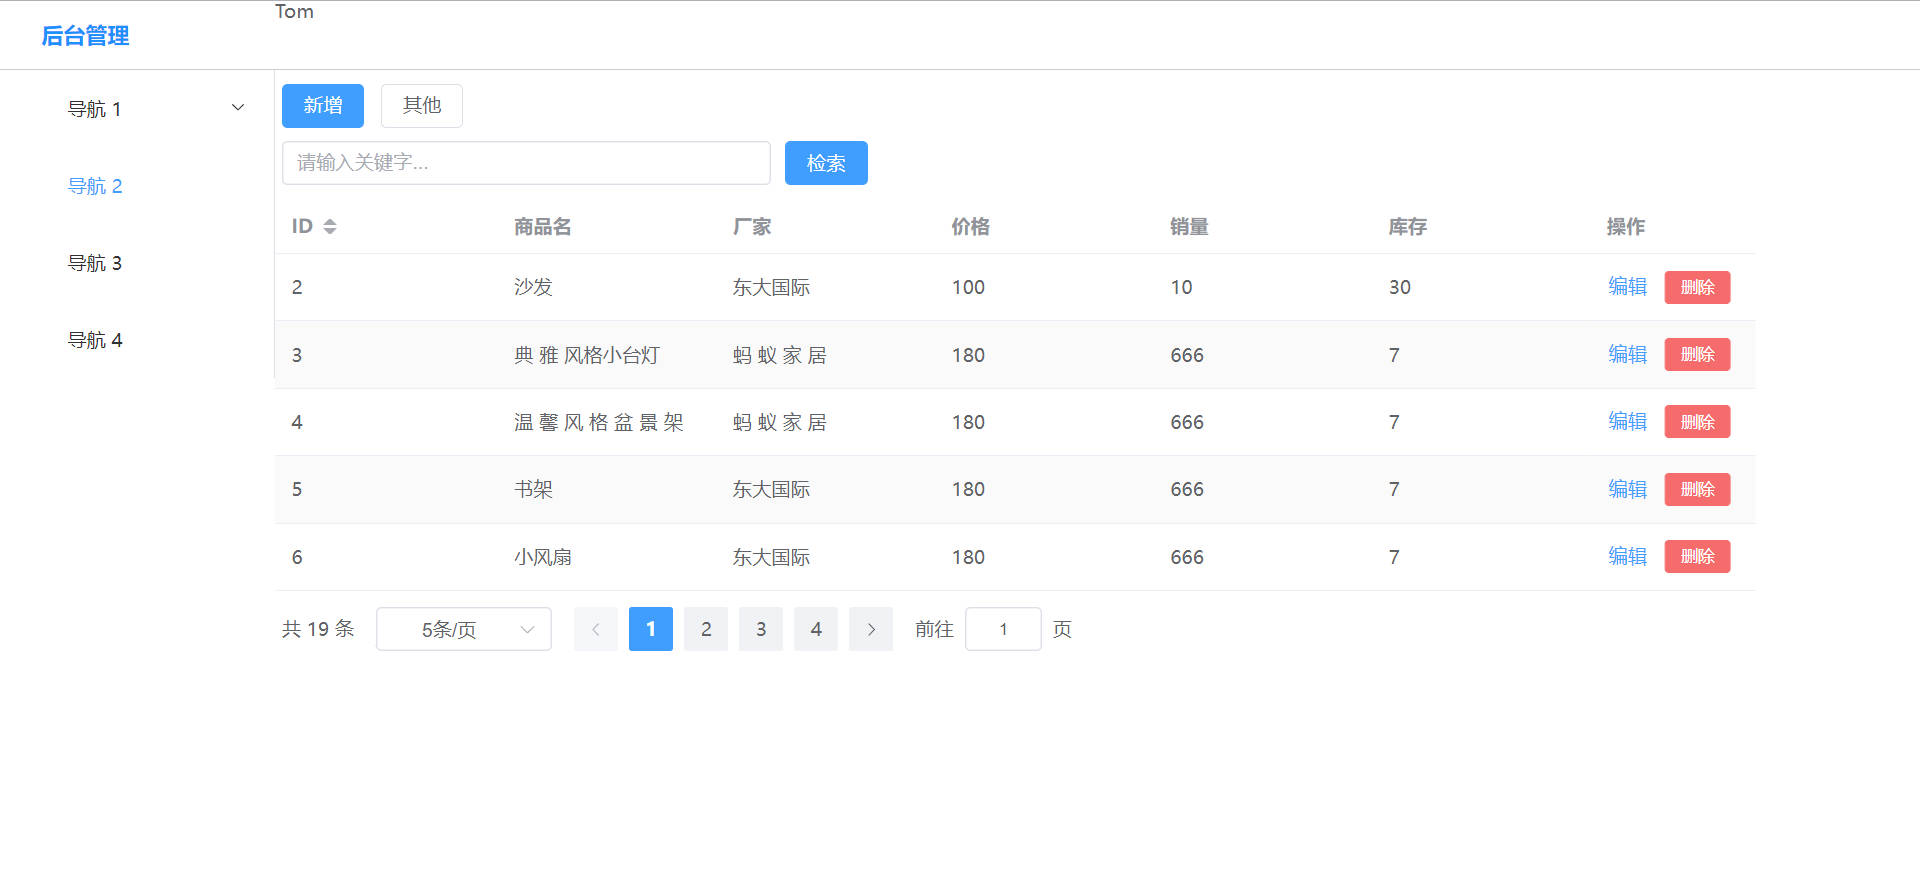 Tom
后台管理
导航 1
导航 2
导航 3
导航 4
新增 其他
请输入关键字... 检索
ID 商品名 厂家 价格 销量 库存 操作
2 沙发 东大国际 100 10 30 编辑 删除
3 典 雅 风格小台灯 蚂 蚁 家 居 180 666 7 编辑 删除
4 温 馨 风 格 盆 景 架 蚂 蚁 家 居 180 666 7 编辑 删除
5 书架 东大国际 180 666 7 编辑 删除
6 小风扇 东大国际 180 666 7 编辑 删除
共 19 条 5条/页 1 2 3 4 前往 1 页